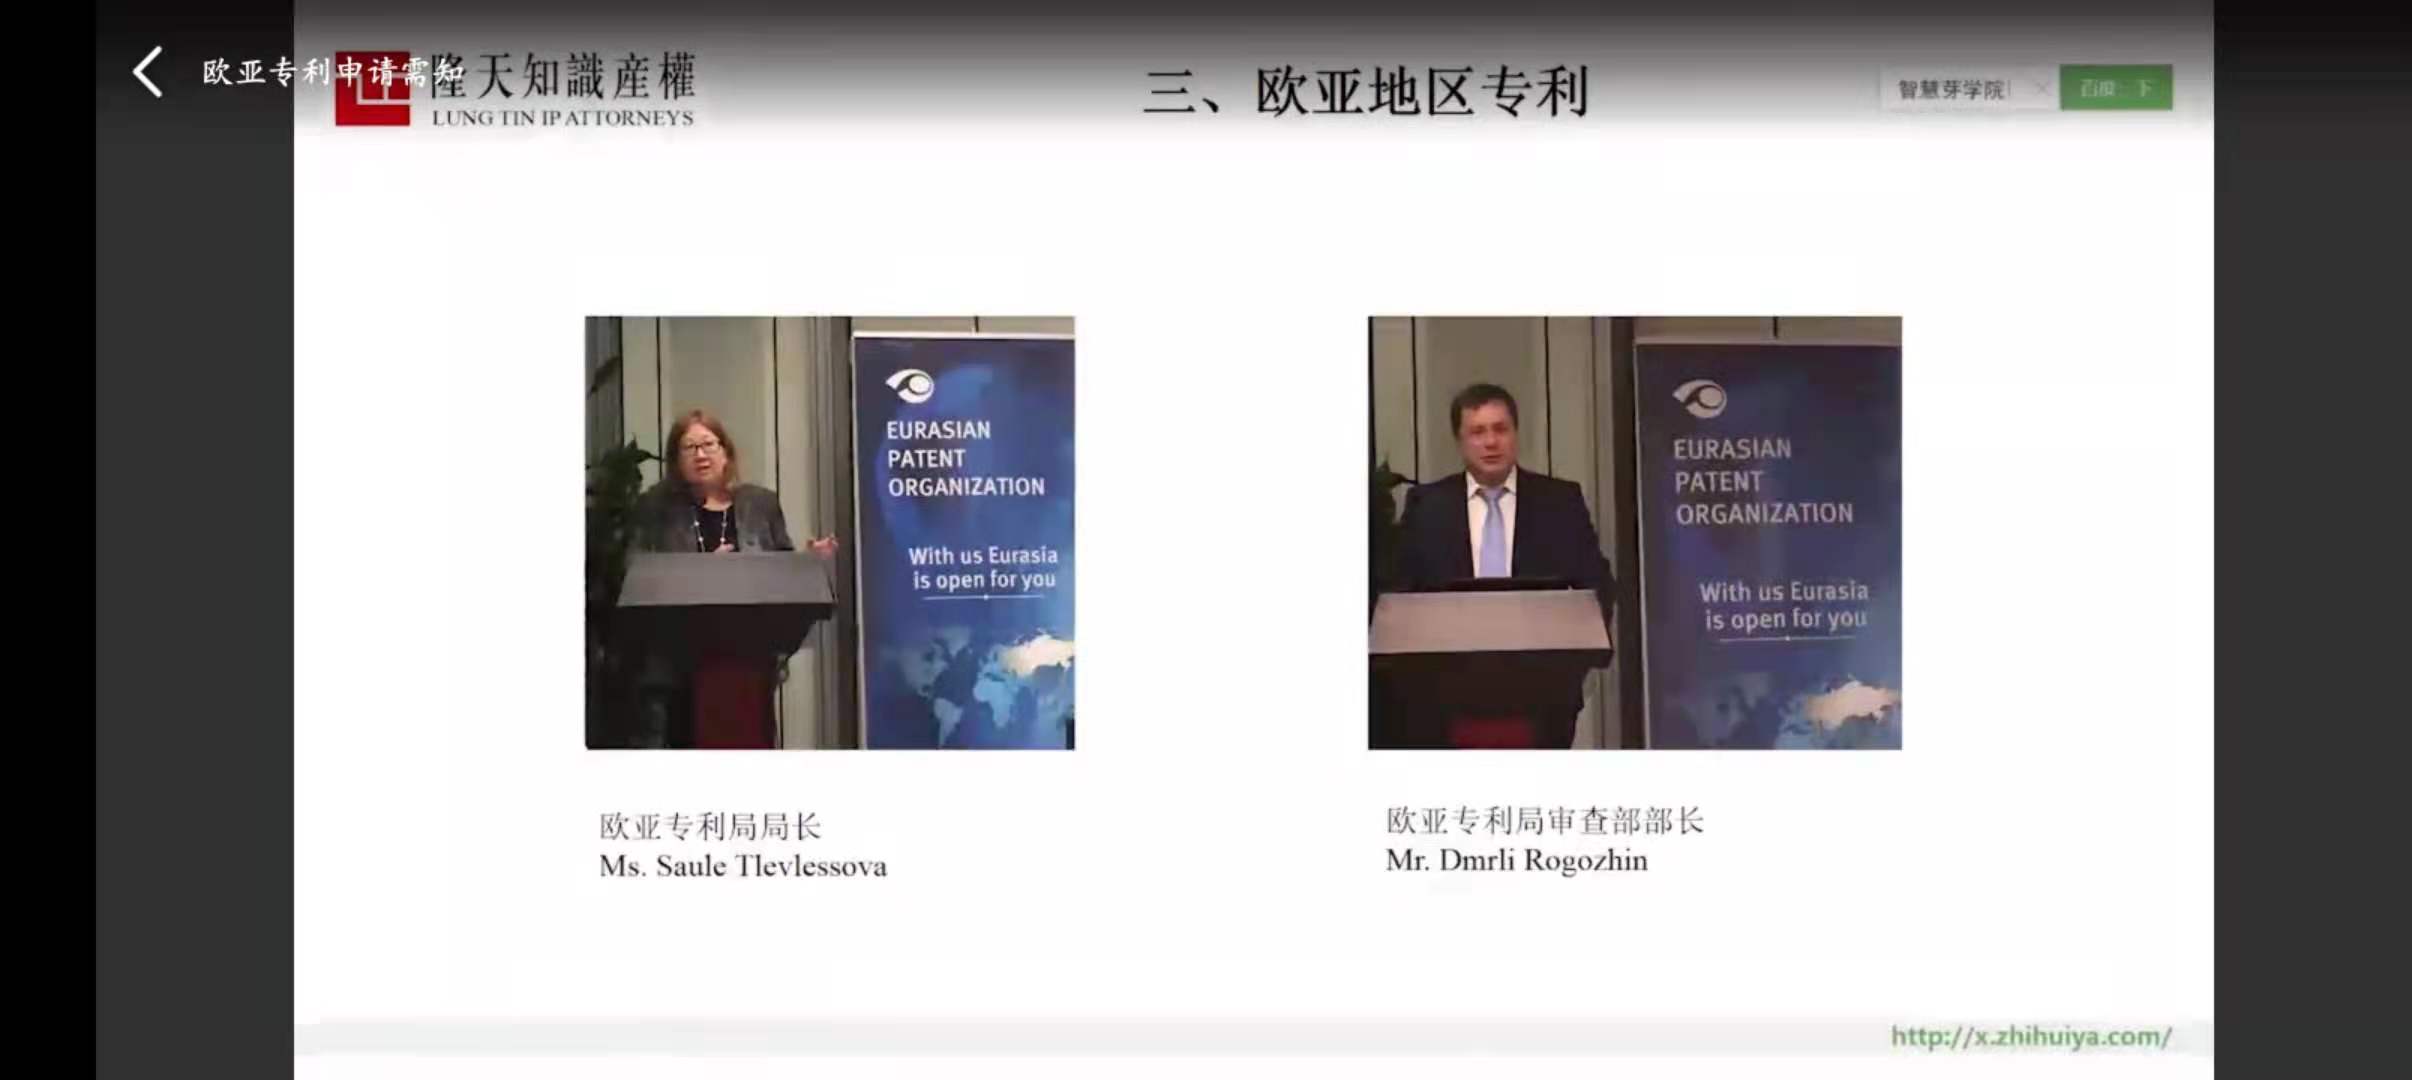 欧亚专利申请需知
隆天知識産權
LUNG TIN IP ATTORNEYS
三、欧亚地区专利
智慧芽学院
百度一下
EURASIAN
PATENT
ORGANIZATION
With us Eurasia
is open for you
EURASIAN
PATENT
ORGANIZATION
With us Eurasia
is open for you
欧亚专利局局长
Ms. Saule Tlevlessova
欧亚专利局审查部部长
Mr. Dmrli Rogozhin
http://x.zhihuiya.com/